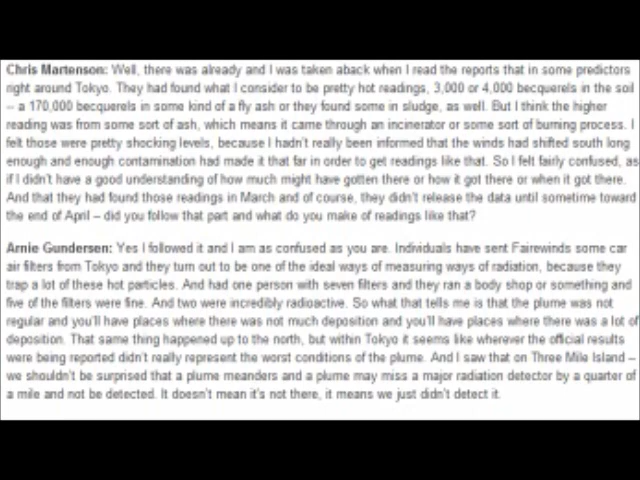 Chris Martenson: Well, there was already and I was taken aback when I read the reports that in some predictors
right around Tokyo. They had found what I consider to be pretty hot readings, 3,000 or 4,000 becquerels in the soil
– a 170,000 becquerels in some kind of a fly ash or they found some in sludge, as well. But I think the higher
reading was from some sort of ash, which means it came through an incinerator or some sort of burning process. I
felt those were pretty shocking levels, because I hadn't really been informed that the winds had shifted south long
enough and enough contamination had made it that far in order to get readings like that. So I felt fairly confused, as
if I didn't have a good understanding of how much might have gotten there or how it got there or when it got there.
And that they had found those readings in March and of course, they didn't release the data until sometime toward
the end of April – did you follow that part and what do you make of readings like that?
Arnie Gundersen: Yes I followed it and I am as confused as you are. Individuals have sent Fairewinds some car
air filters from Tokyo and they turn out to be one of the ideal ways of measuring ways of radiation, because they
trap a lot of these hot particles. And had one person with seven filters and they ran a body shop or something and
five of the filters were fine. And two were incredibly radioactive. So what that tells me is that the plume was not
regular and you'll have places where there was not much deposition and you'll have places where there was a lot of
deposition. That same thing happened up to the north, but within Tokyo it seems like wherever the official results
were being reported didn't really represent the worst conditions of the plume. And I saw that on Three Mile Island –
we shouldn't be surprised that a plume meanders and a plume may miss a major radiation detector by a quarter of
a mile and not be detected. It doesn't mean it's not there, it means we just didn't detect it.